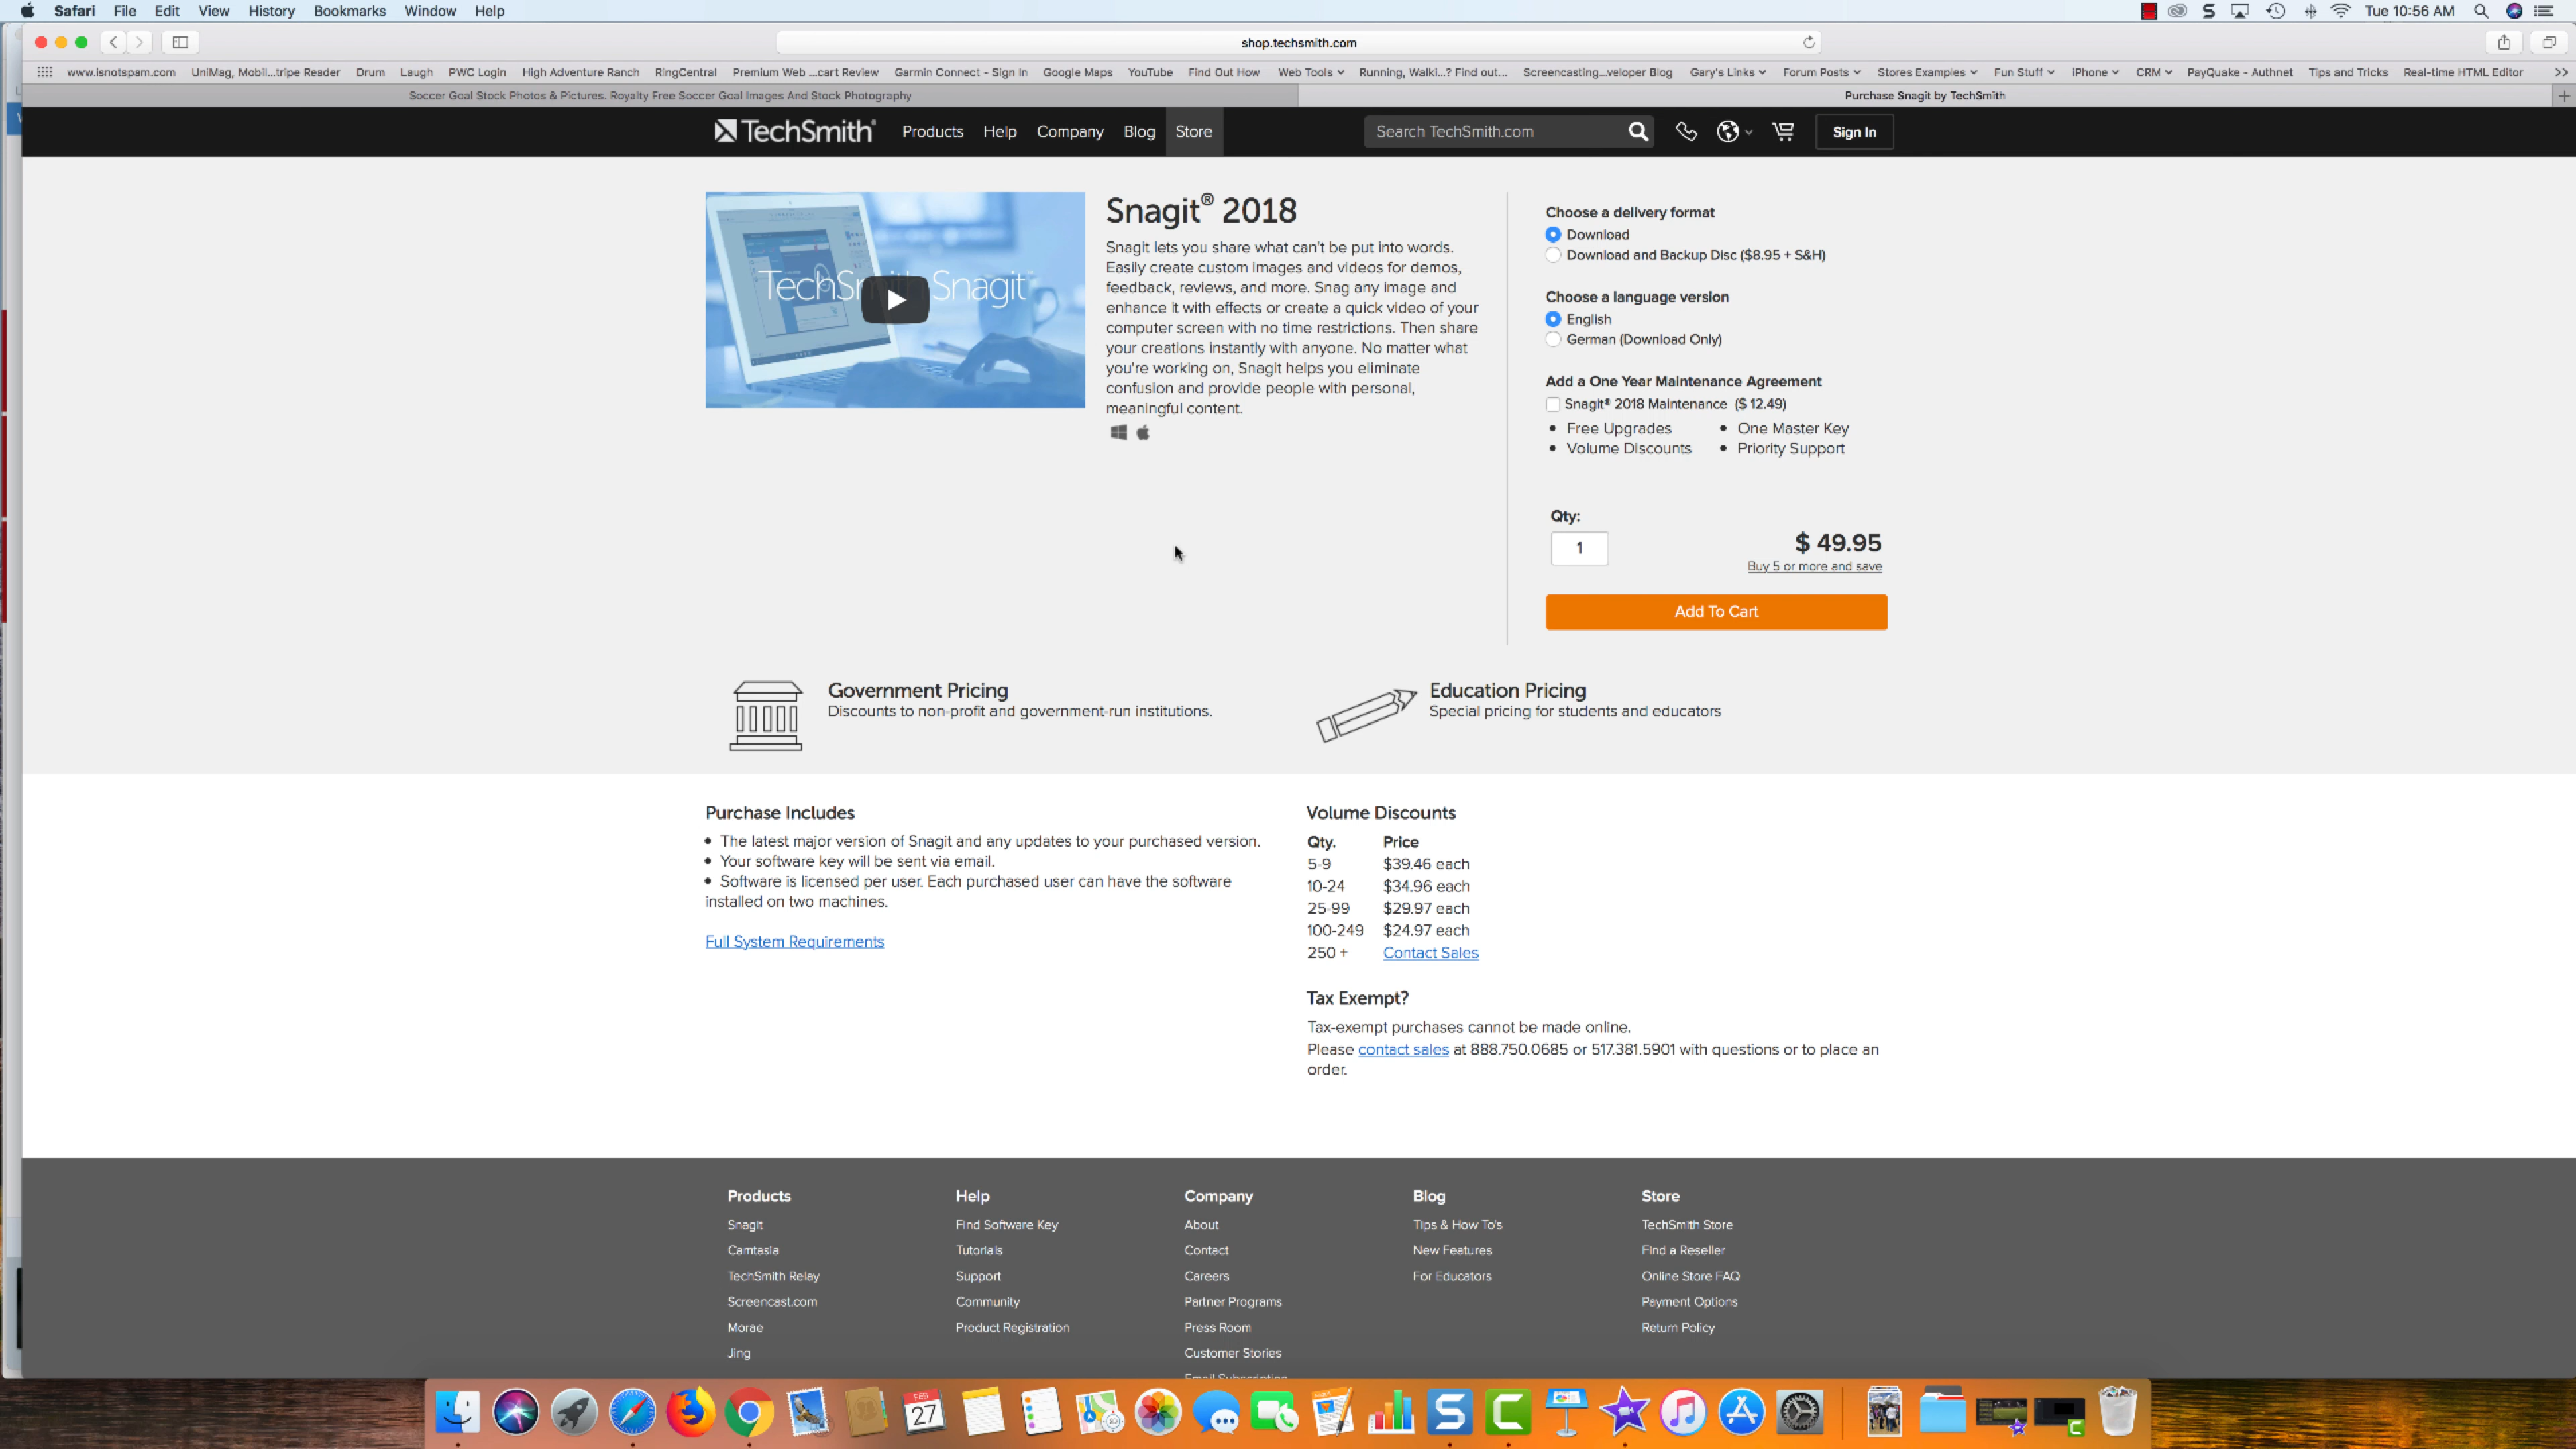 Safari File Edit View History Bookmarks Window Help Tue 10:56 AM
shop.techsmith.com
www.isnotspam.com UniMag, Mobil...tripe Reader Drum Laugh PWC Login High Adventure Ranch RingCentral Premium Web ...cart Review Garmin Connect - Sign In Google Maps YouTube Find Out How Web Tools Running, Walki...? Find out... Screencasting...veloper Blog Gary's Links Forum Posts Stores Examples Fun Stuff iPhone CRM PayQuake - Authnet Tips and Tricks Real-time HTML Editor >>
Soccer Goal Stock Photos & Pictures. Royalty Free Soccer Goal Images And Stock Photography Purchase Snagit by TechSmith
TechSmith® Products Help Company Blog Store Search TechSmith.com Sign In
Snagit® 2018
Snagit lets you share what can't be put into words.
Easily create custom images and videos for demos,
feedback, reviews, and more. Snag any image and
enhance it with effects or create a quick video of your
computer screen with no time restrictions. Then share
your creations instantly with anyone. No matter what
you're working on, Snagit helps you eliminate
confusion and provide people with personal,
meaningful content.
Choose a delivery format
Download
Download and Backup Disc ($8.95 + S&H)
Choose a language version
English
German (Download Only)
Add a One Year Maintenance Agreement
Snagit® 2018 Maintenance ($ 12.49)
• Free Upgrades • One Master Key
• Volume Discounts • Priority Support
Qty:
1
$ 49.95
Buy 5 or more and save
Add To Cart
Government Pricing
Discounts to non-profit and government-run institutions.
Education Pricing
Special pricing for students and educators
Purchase Includes
• The latest major version of Snagit and any updates to your purchased version.
• Your software key will be sent via email.
• Software is licensed per user. Each purchased user can have the software
installed on two machines.
Full System Requirements
Volume Discounts
Qty. Price
5-9 $39.46 each
10-24 $34.96 each
25-99 $29.97 each
100-249 $24.97 each
250 + Contact Sales
Tax Exempt?
Tax-exempt purchases cannot be made online.
Please contact sales at 888.750.0685 or 517.381.5901 with questions or to place an
order.
Products Help Company Blog Store
Snagit Find Software Key About Tips & How To's TechSmith Store
Camtasia Tutorials Contact New Features Find a Reseller
TechSmith Relay Support Careers For Educators Online Store FAQ
Screencast.com Community Partner Programs Payment Options
Morae Product Registration Press Room Return Policy
Jing Customer Stories
Email Subscription
FEB
27